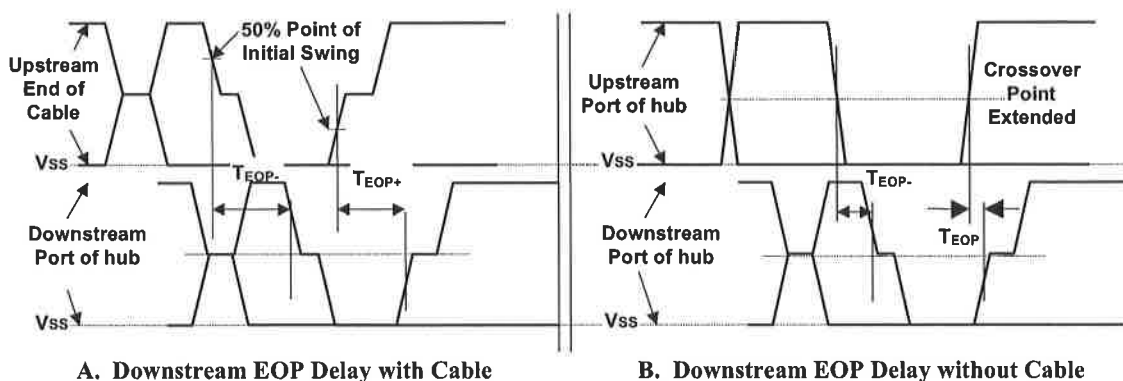 50% Point of
Initial Swing
Upstream
End of
Cable
VSS
TEOP-
TEOP+
Downstream
Port of hub
VSS
A. Downstream EOP Delay with Cable
Upstream
Port of hub
Crossover
Point
Extended
VSS
TEOP-
TEOP
Downstream
Port of hub
VSS
B. Downstream EOP Delay without Cable